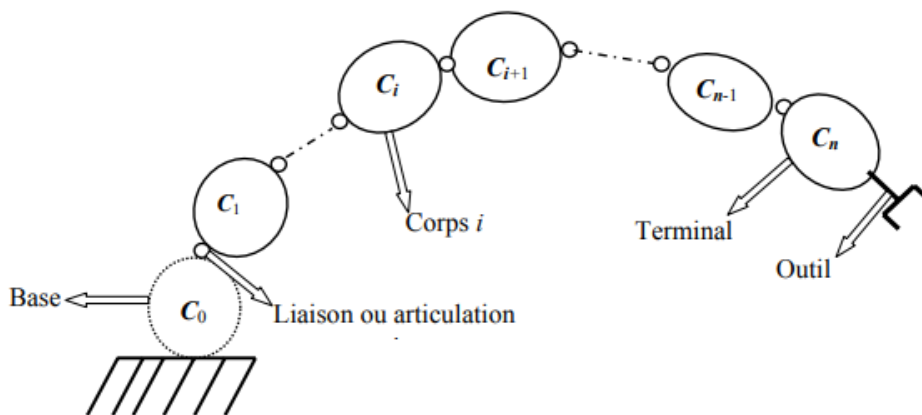 C_i
C_{i+1}
C_{n-1}
C_n
C_1
Corps i
Terminal
Outil
Base
C_0
Liaison ou articulation